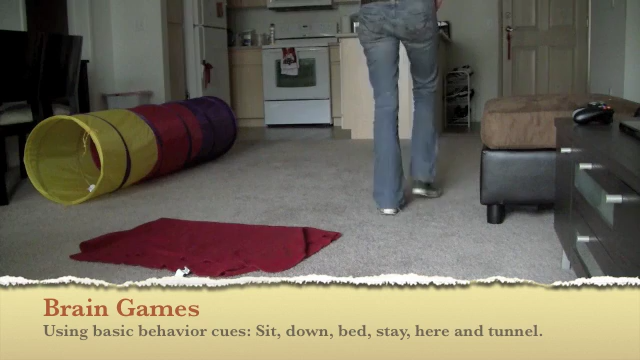 Brain Games
Using basic behavior cues: Sit, down, bed, stay, here and tunnel.